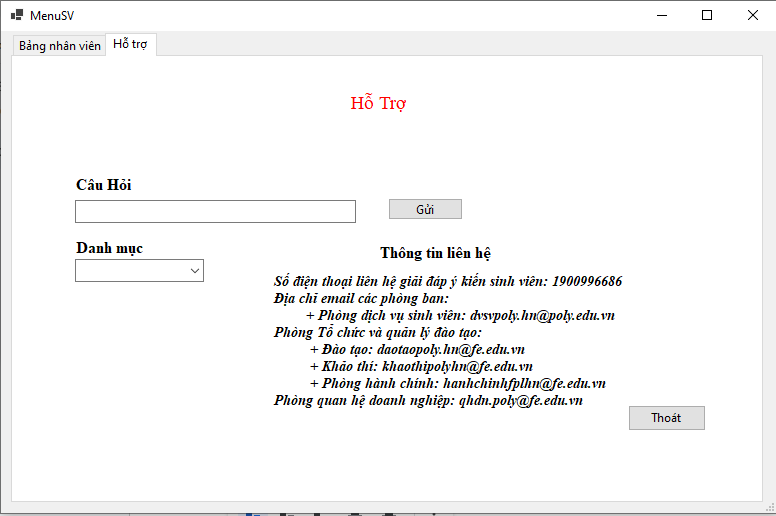 MenuSV
Bảng nhân viên
Hỗ trợ
Hỗ Trợ
Câu Hỏi
Gửi
Danh mục
Thông tin liên hệ
Số điện thoại liên hệ giải đáp ý kiến sinh viên: 1900996686
Địa chỉ email các phòng ban:
+ Phòng dịch vụ sinh viên: dvsvpoly.hn@poly.edu.vn
Phòng Tổ chức và quản lý đào tạo:
+ Đào tạo: daotaopoly.hn@fe.edu.vn
+ Khảo thí: khaothipolyhn@fe.edu.vn
+ Phòng hành chính: hanhchinhfplhn@fe.edu.vn
Phòng quan hệ doanh nghiệp: qhdn.poly@fe.edu.vn
Thoát